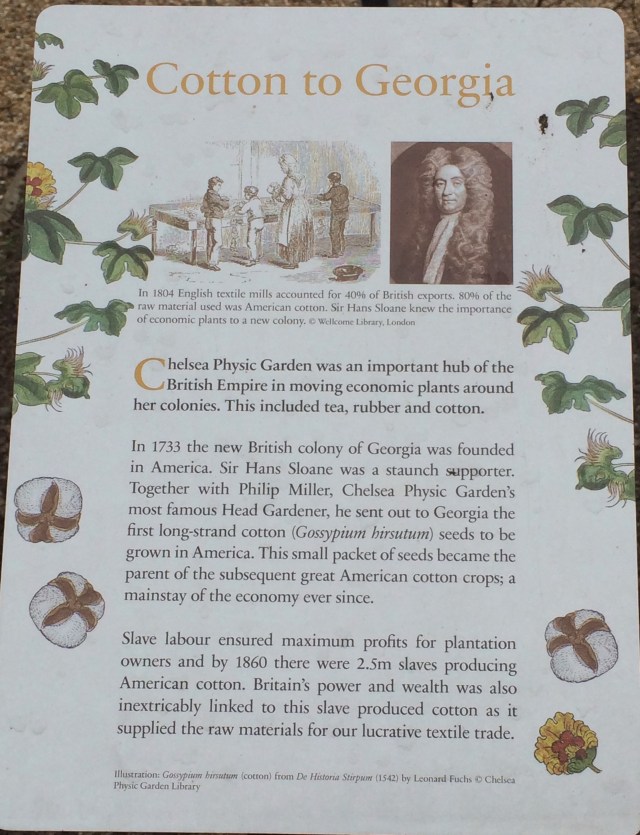 Cotton to Georgia
In 1804 English textile mills accounted for 40% of British exports. 80% of the
raw material used was American cotton. Sir Hans Sloane knew the importance
of economic plants to a new colony. © Wellcome Library, London
Chelsea Physic Garden was an important hub of the
British Empire in moving economic plants around
her colonies. This included tea, rubber and cotton.
In 1733 the new British colony of Georgia was founded
in America. Sir Hans Sloane was a staunch supporter.
Together with Philip Miller, Chelsea Physic Garden's
most famous Head Gardener, he sent out to Georgia the
first long-strand cotton (Gossypium hirsutum) seeds to be
grown in America. This small packet of seeds became the
parent of the subsequent great American cotton crops; a
mainstay of the economy ever since.
Slave labour ensured maximum profits for plantation
owners and by 1860 there were 2.5m slaves producing
American cotton. Britain's power and wealth was also
inextricably linked to this slave produced cotton as it
supplied the raw materials for our lucrative textile trade.
Illustration: Gossypium hirsutum (cotton) from De Historia Stirpum (1542) by Leonard Fuchs © Chelsea
Physic Garden Library